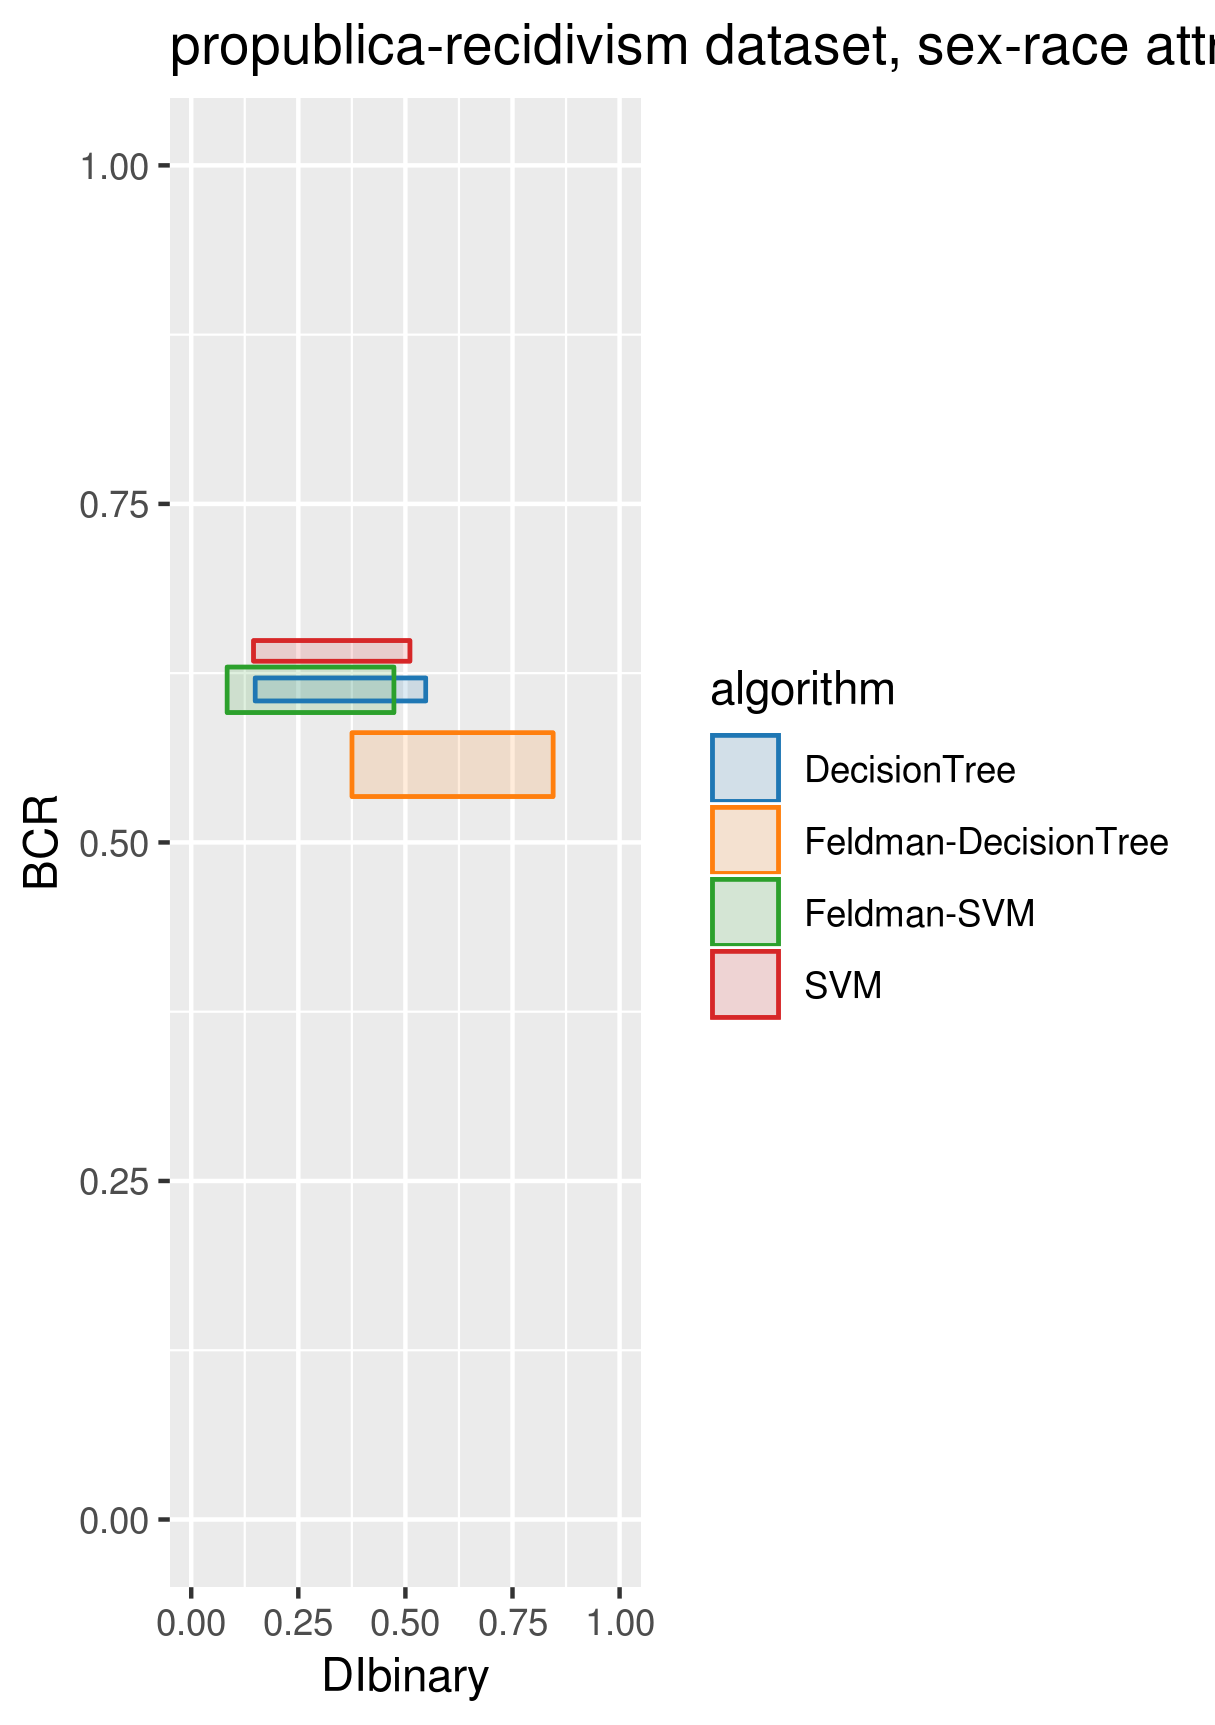 propublica-recidivism dataset, sex-race
1.00
0.75
0.50
0.25
0.00
BCR
0.00 0.25 0.50 0.75 1.00
DIbinary
algorithm
DecisionTree
Feldman-DecisionTree
Feldman-SVM
SVM